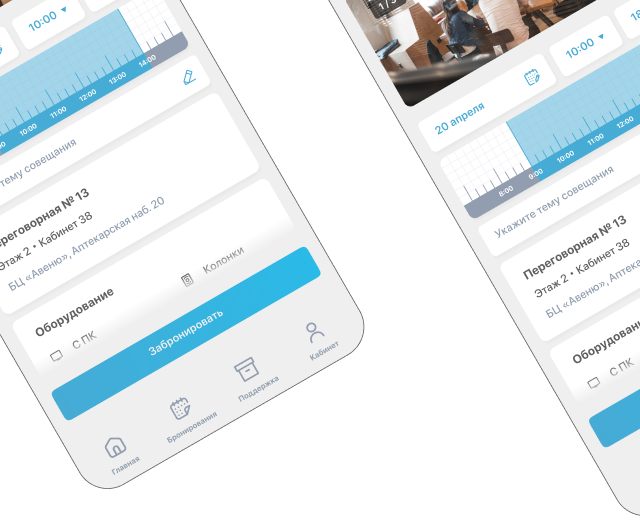 10:00
10:00
11:00
12:00
13:00
14:00
тему совещания
Переговорная № 13
Этаж 2 • Кабинет 38
БЦ «Авеню», Аптекарская наб. 20
Оборудование
С ПК
Колонки
Забронировать
Главная
Бронирования
Поддержка
Кабинет
20 апреля
10:00
8:00
9:00
10:00
11:00
12:00
Укажите тему совещания
Переговорная № 13
Этаж 2 • Кабинет 38
БЦ «Авеню», Аптека
Оборудован
С ПК